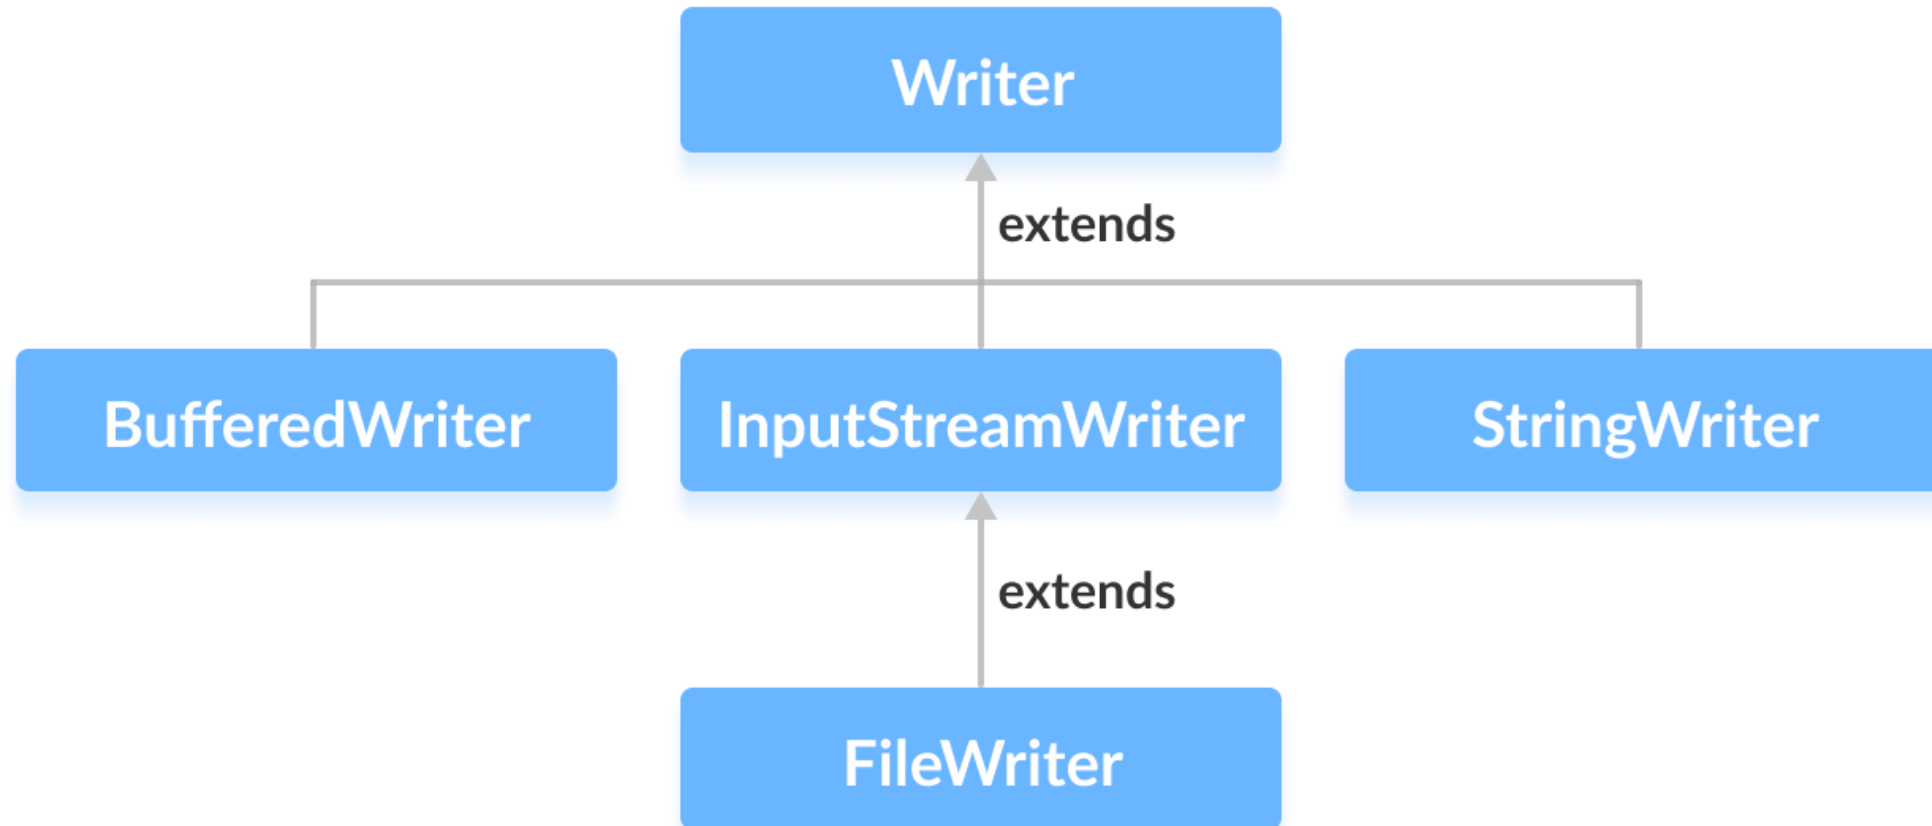 Writer
extends
BufferedWriter
InputStreamWriter
StringWriter
extends
FileWriter